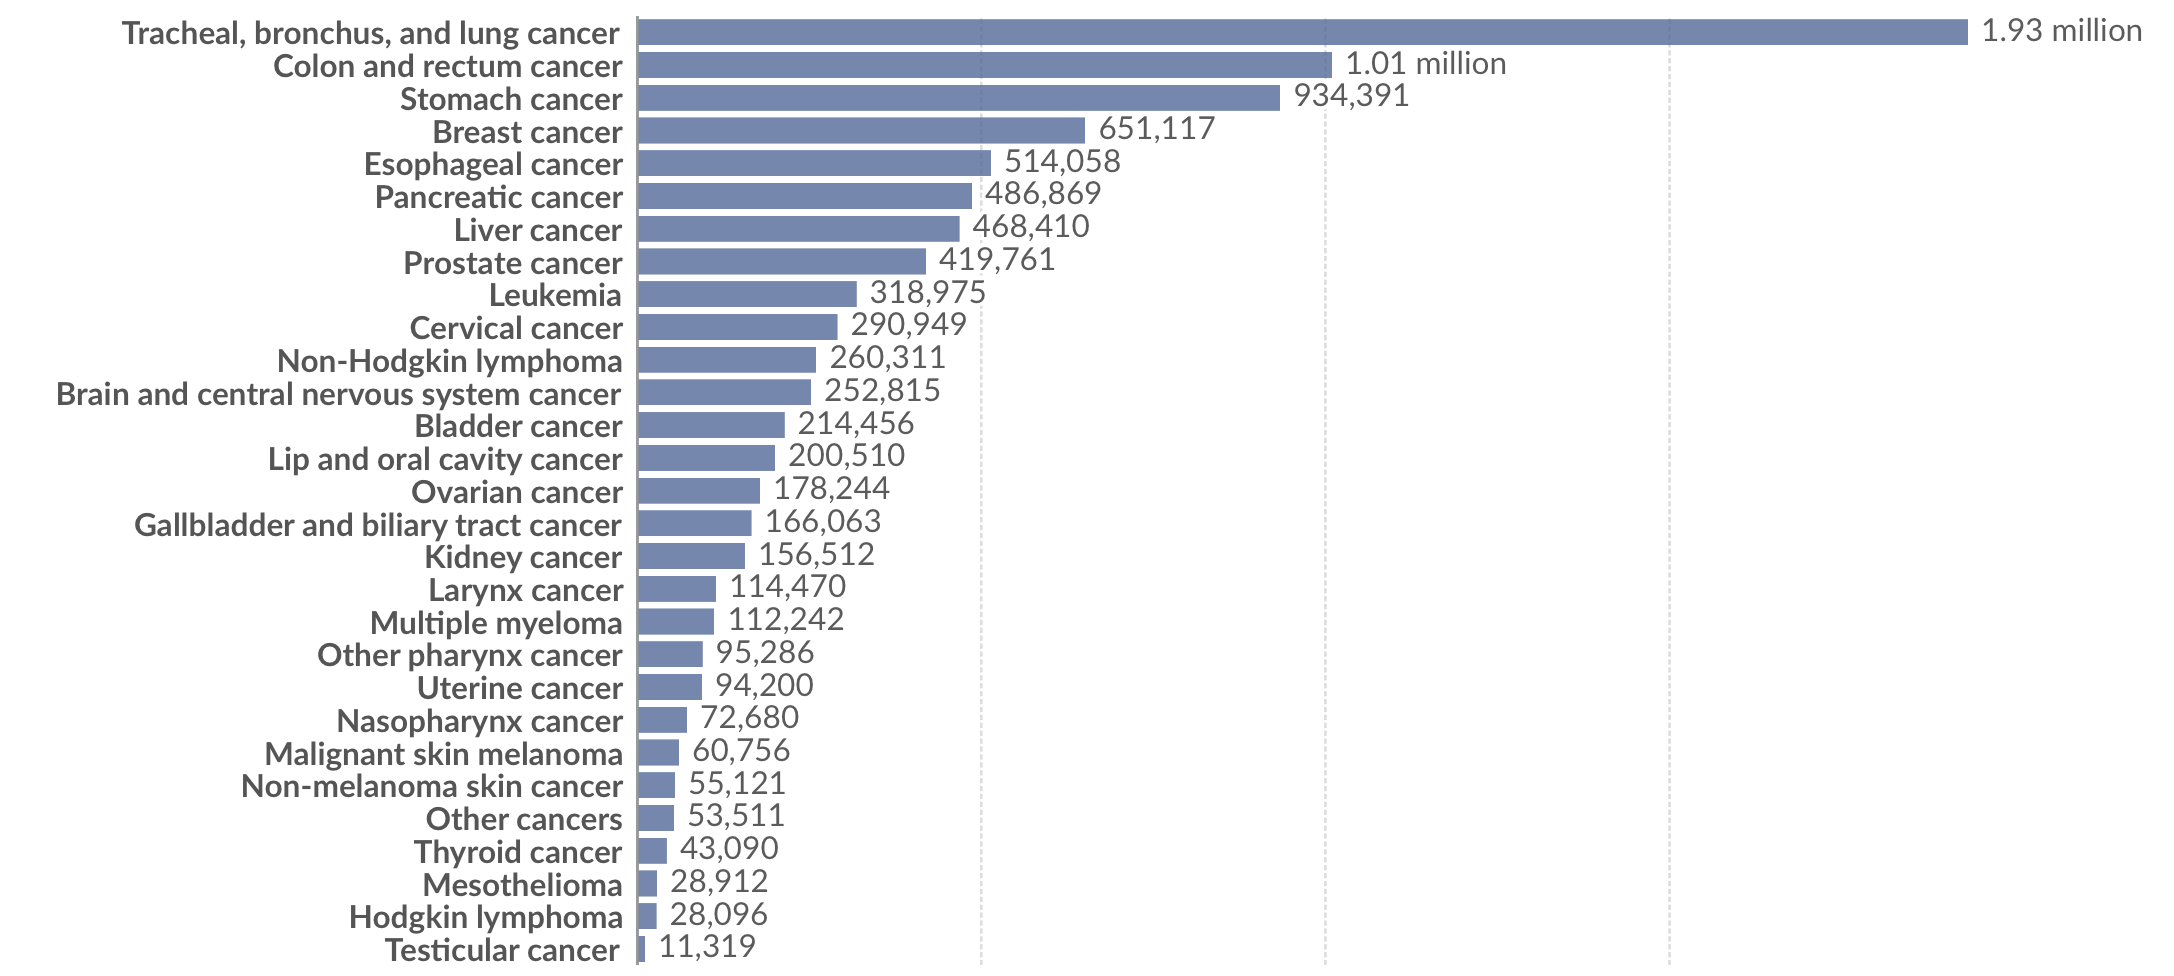 Tracheal, bronchus, and lung cancer 1.93 million
Colon and rectum cancer 1.01 million
Stomach cancer 934,391
Breast cancer 651,117
Esophageal cancer 514,058
Pancreatic cancer 486,869
Liver cancer 468,410
Prostate cancer 419,761
Leukemia 318,975
Cervical cancer 290,949
Non-Hodgkin lymphoma 260,311
Brain and central nervous system cancer 252,815
Bladder cancer 214,456
Lip and oral cavity cancer 200,510
Ovarian cancer 178,244
Gallbladder and biliary tract cancer 166,063
Kidney cancer 156,512
Larynx cancer 114,470
Multiple myeloma 112,242
Other pharynx cancer 95,286
Uterine cancer 94,200
Nasopharynx cancer 72,680
Malignant skin melanoma 60,756
Non-melanoma skin cancer 55,121
Other cancers 53,511
Thyroid cancer 43,090
Mesothelioma 28,912
Hodgkin lymphoma 28,096
Testicular cancer 11,319